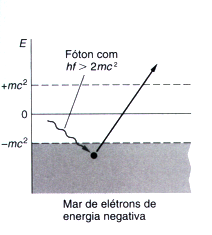 E
Fóton com
hf > 2mc²
+mc²
0
−mc²
Mar de elétrons de
energia negativa